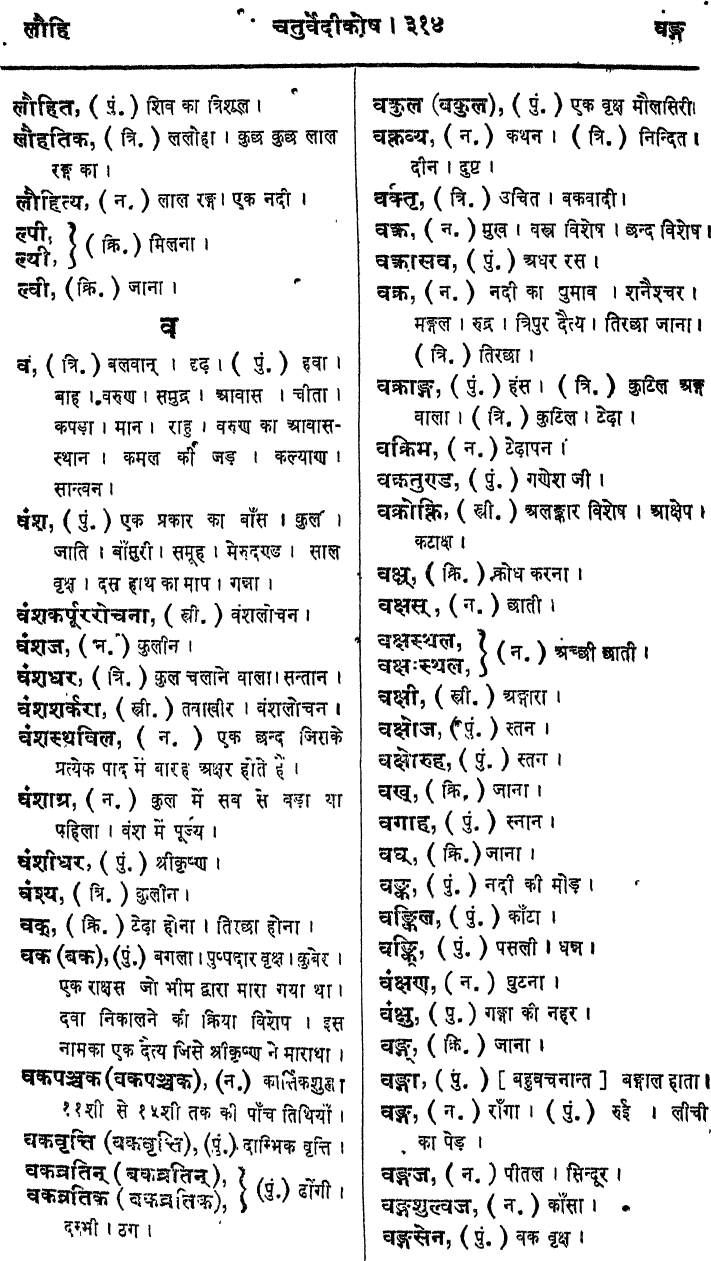 लौहि चतुर्वेदीकोष । ३१४ वङ्ग
लौहित, ( पुं. ) शिव का त्रिशूल ।
लौहतिक, ( त्रि. ) ललोहा । कुछ कुछ लाल
रङ्ग का ।
लौहित्य, ( न. ) लाल रङ्ग । एक नदी ।
ल्पी,
ल्यी, } ( क्रि. ) मिलना ।
ल्वी, ( क्रि. ) जाना ।
व
वं, ( त्रि. ) बलवान् । दृढ़ । ( पुं. ) हवा ।
बाहु । वरुण । समुद्र । आवास । चीता ।
कपड़ा । मान । राहु । वरुण का आवास-
स्थान । कमल की जड़ । कल्याण ।
सान्त्वन ।
वंश, ( पुं. ) एक प्रकार का बाँस । कुल ।
जाति । बाँसुरी । समूह । मेरुदण्ड । साल
वृक्ष । दस हाथ का माप । गन्ना ।
वंशकर्पूररोचना, ( स्त्री. ) वंशलोचन ।
वंशज, ( न. ) कुलीन ।
वंशधर, ( त्रि. ) कुल चलाने वाला । सन्तान ।
वंशशर्करा, ( स्त्री. ) तवाखीर । वंशलोचन ।
वंशस्थविल, ( न. ) एक छन्द जिसके
प्रत्येक पाद में बारह अक्षर होते हैं ।
वंशाग्र, ( न. ) कुल में सब से बड़ा या
पहिला । वंश में पूज्य ।
वंशीधर, ( पुं. ) श्रीकृष्ण ।
वंश्य, ( त्रि. ) कुलीन ।
वक्, ( क्रि. ) टेढ़ा होना । तिरछा होना ।
वक (बक), (पुं.) बगला । पुष्पदार वृक्ष । कुबेर ।
एक राक्षस जो भीम द्वारा मारा गया था ।
दवा निकालने की क्रिया विशेष । इस
नामका एक दैत्य जिसे श्रीकृष्ण ने माराथा ।
वकपञ्चक (वकपञ्चक), (न.) कार्त्तिकशुक्ला
११शी से १५शी तक की पाँच तिथियाँ ।
वकवृत्ति (बकवृत्ति), (पुं.) दाम्भिक वृत्ति ।
वकव्रतिन् (बकव्रतिन्),
वकव्रतिक (बकव्रतिक), } (पुं.) ढोंगी ।
दम्भी । ठग ।
वकुल (बकुल), ( पुं. ) एक वृक्ष मौलसिरी।
वक्तव्य, ( न. ) कथन । ( त्रि. ) निन्दित ।
दीन । दुष्ट ।
वक्तृ, ( त्रि. ) उचित । बकवादी ।
वक्त्र, ( न. ) मुख । वस्त्र विशेष । छन्द विशेष ।
वक्त्रासव, ( पुं. ) अधर रस ।
वक्र, ( न. ) नदी का घुमाव । शनैश्चर ।
मङ्गल । रुद्र । त्रिपुर दैत्य । तिरछा जाना ।
( त्रि. ) तिरछा ।
वक्राङ्ग, ( पुं. ) हंस । ( त्रि. ) कुटिल अङ्ग
वाला । ( त्रि. ) कुटिल । टेढ़ा ।
वक्रिम, ( न. ) टेढ़ापन ।
वक्रतुण्ड, ( पुं. ) गणेश जी ।
वक्रोक्ति, ( स्त्री. ) अलङ्कार विशेष । आक्षेप ।
कटाक्ष ।
वक्ष्, ( क्रि. ) क्रोध करना ।
वक्षस्, ( न. ) छाती ।
वक्षस्थल,
वक्षःस्थल, } ( न. ) अच्छी छाती ।
वक्षी, ( स्त्री. ) अङ्गारा ।
वक्षोज, ( पुं. ) स्तन ।
वक्षोरुह, ( पुं. ) स्तन ।
वख्, ( क्रि. ) जाना ।
वगाह, ( पुं. ) स्नान ।
वघ्, ( क्रि. ) जाना ।
वङ्क, ( पुं. ) नदी की मोड़ ।
वङ्किल, ( पुं. ) काँटा ।
वङ्क्रि, ( पुं. ) पसली । धन्न ।
वंक्षण, ( न. ) घुटना ।
वंक्षु, ( पु. ) गङ्गा की नहर ।
वङ्ग्, ( क्रि. ) जाना ।
वङ्गा, ( पुं. ) [ बहुवचनान्त ] बङ्गाल हाता ।
वङ्ग, ( न. ) राँगा । ( पुं. ) रुई । लीची
का पेड़ ।
वङ्गज, ( न. ) पीतल । सिन्दूर ।
वङ्गशुल्वज, ( न. ) काँसा ।
वङ्गसेन, ( पुं. ) वक वृक्ष ।